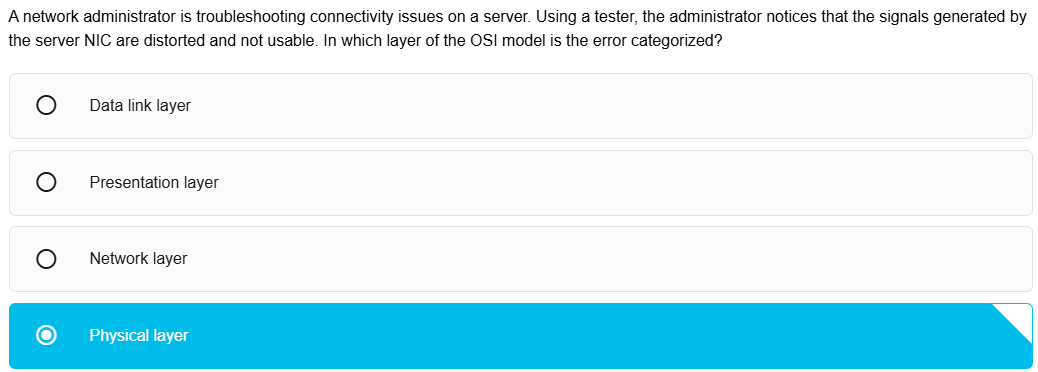 A network administrator is troubleshooting connectivity issues on a server. Using a tester, the administrator notices that the signals generated by
the server NIC are distorted and not usable. In which layer of the OSI model is the error categorized?
Data link layer
Presentation layer
Network layer
Physical layer